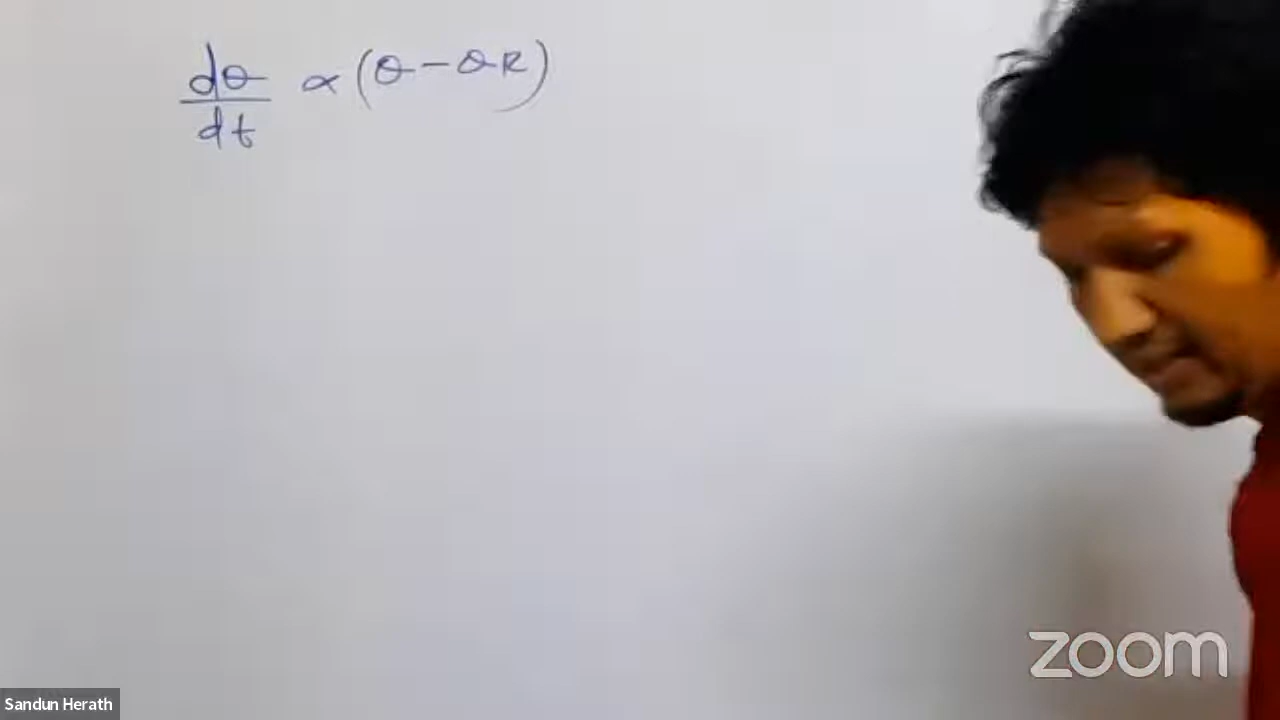 dθ/dt ∝ (θ - θR)
zoom
Sandun Herath